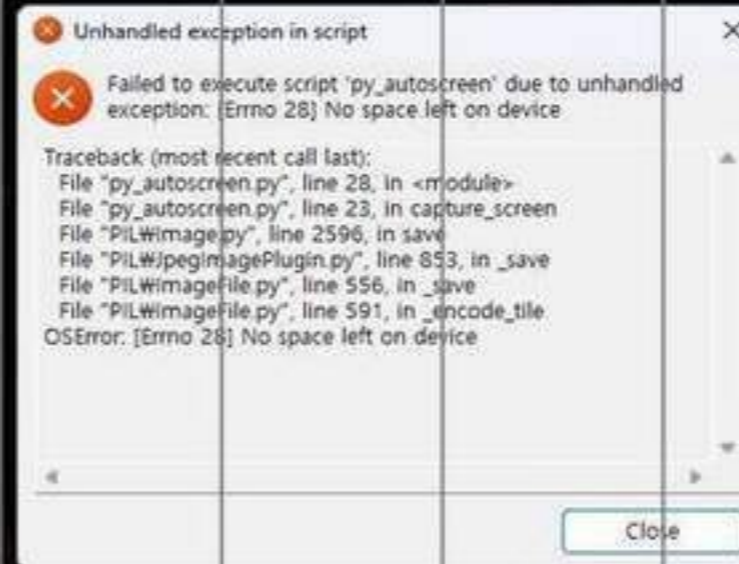 Unhandled exception in script
Failed to execute script 'py_autoscreen' due to unhandled
exception: [Errno 28] No space left on device
Traceback (most recent call last):
File "py_autoscreen.py", line 28, in <module>
File "py_autoscreen.py", line 23, in capture_screen
File "PIL₩Image.py", line 2596, in save
File "PIL₩JpegImagePlugin.py", line 853, in _save
File "PIL₩ImageFile.py", line 556, in _save
File "PIL₩ImageFile.py", line 591, in _encode_tile
OSError: [Errno 28] No space left on device
Close